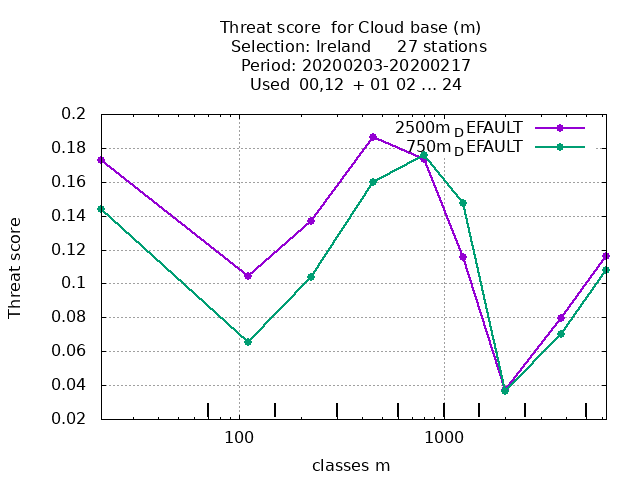 Threat score  for Cloud base (m)
Selection: Ireland     27 stations
Period: 20200203-20200217
Used  00,12  + 01 02 ... 24
2500m_DEFAULT
750m_DEFAULT
0.2
0.18
0.16
0.14
0.12
0.1
0.08
0.06
0.04
0.02
Threat score
100
1000
classes m